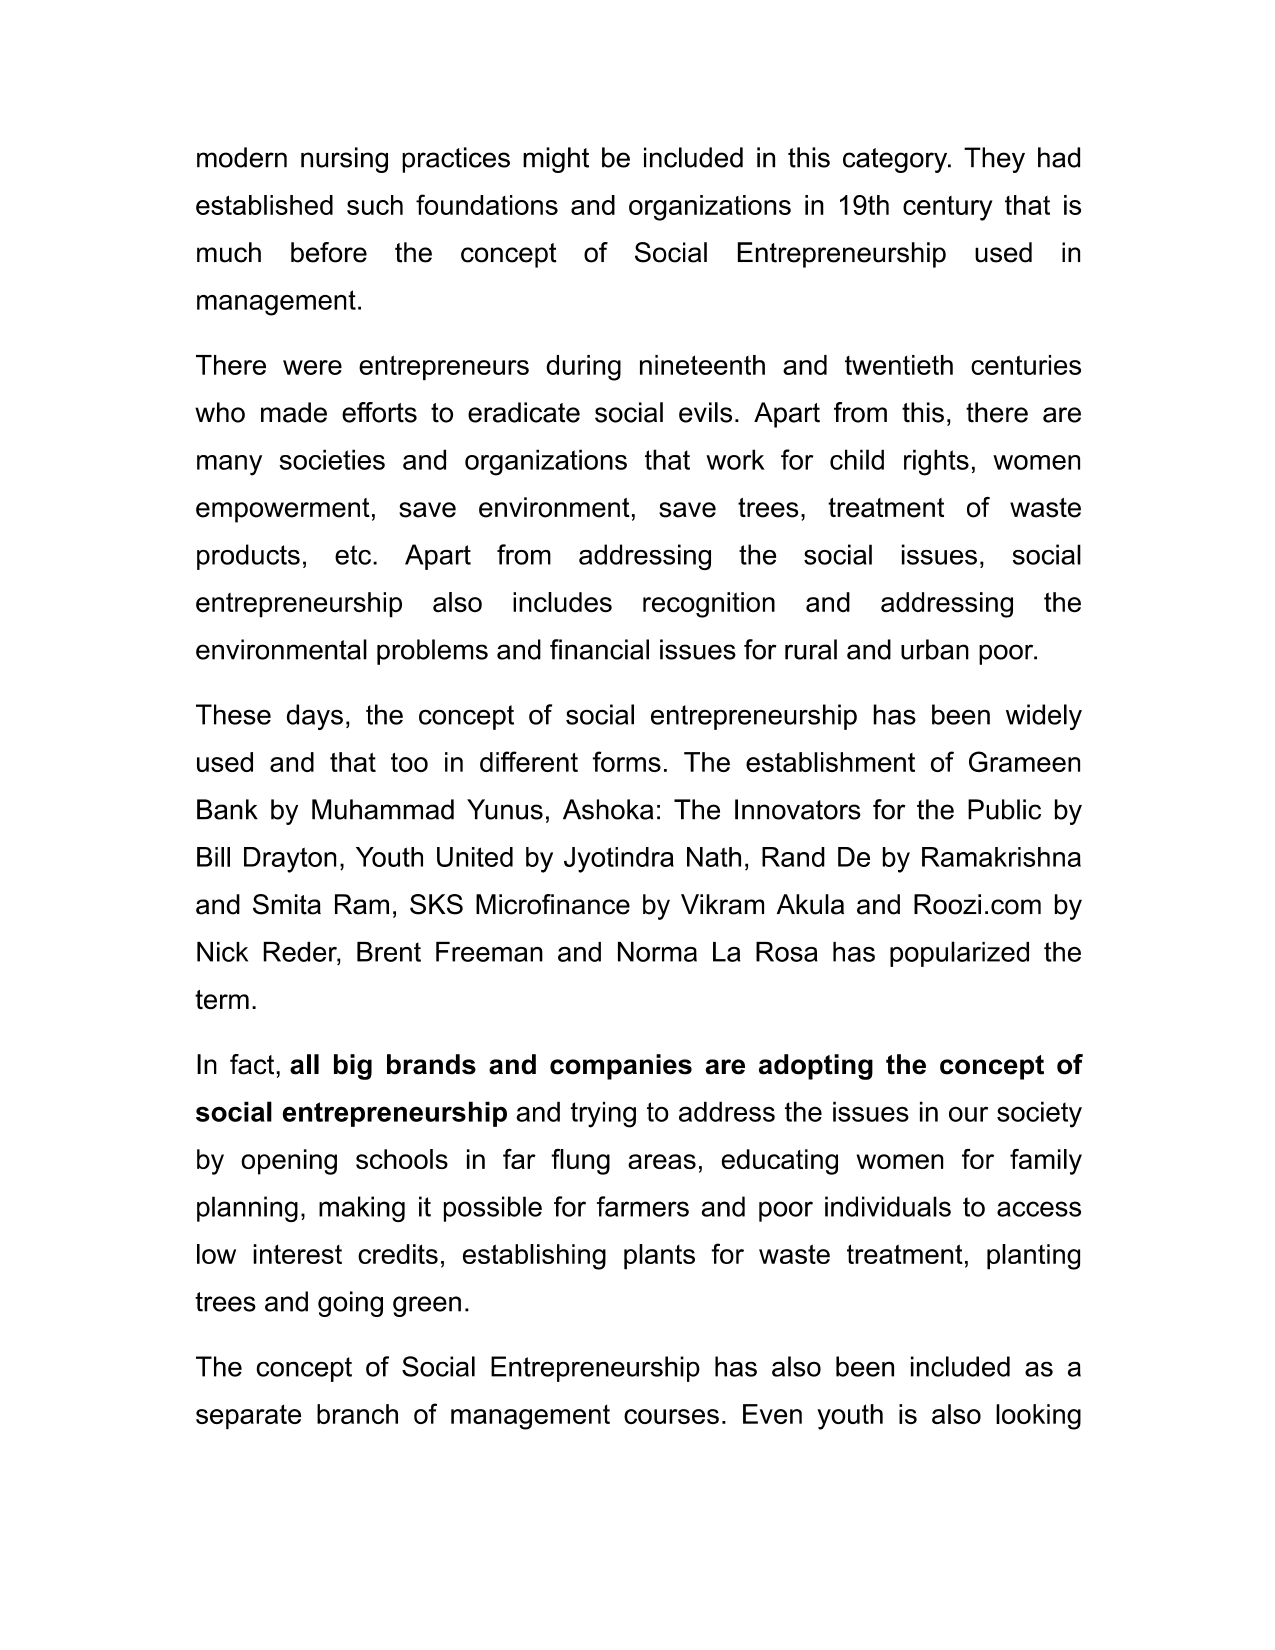 modern nursing practices might be included in this category. They had
established such foundations and organizations in 19th century that is
much before the concept of Social Entrepreneurship used in
management.
There were entrepreneurs during nineteenth and twentieth centuries
who made efforts to eradicate social evils. Apart from this, there are
many societies and organizations that work for child rights, women
empowerment, save environment, save trees, treatment of waste
products, etc. Apart from addressing the social issues, social
entrepreneurship also includes recognition and addressing the
environmental problems and financial issues for rural and urban poor.
These days, the concept of social entrepreneurship has been widely
used and that too in different forms. The establishment of Grameen
Bank by Muhammad Yunus, Ashoka: The Innovators for the Public by
Bill Drayton, Youth United by Jyotindra Nath, Rand De by Ramakrishna
and Smita Ram, SKS Microfinance by Vikram Akula and Roozi.com by
Nick Reder, Brent Freeman and Norma La Rosa has popularized the
term.
In fact, all big brands and companies are adopting the concept of
social entrepreneurship and trying to address the issues in our society
by opening schools in far flung areas, educating women for family
planning, making it possible for farmers and poor individuals to access
low interest credits, establishing plants for waste treatment, planting
trees and going green.
The concept of Social Entrepreneurship has also been included as a
separate branch of management courses. Even youth is also looking